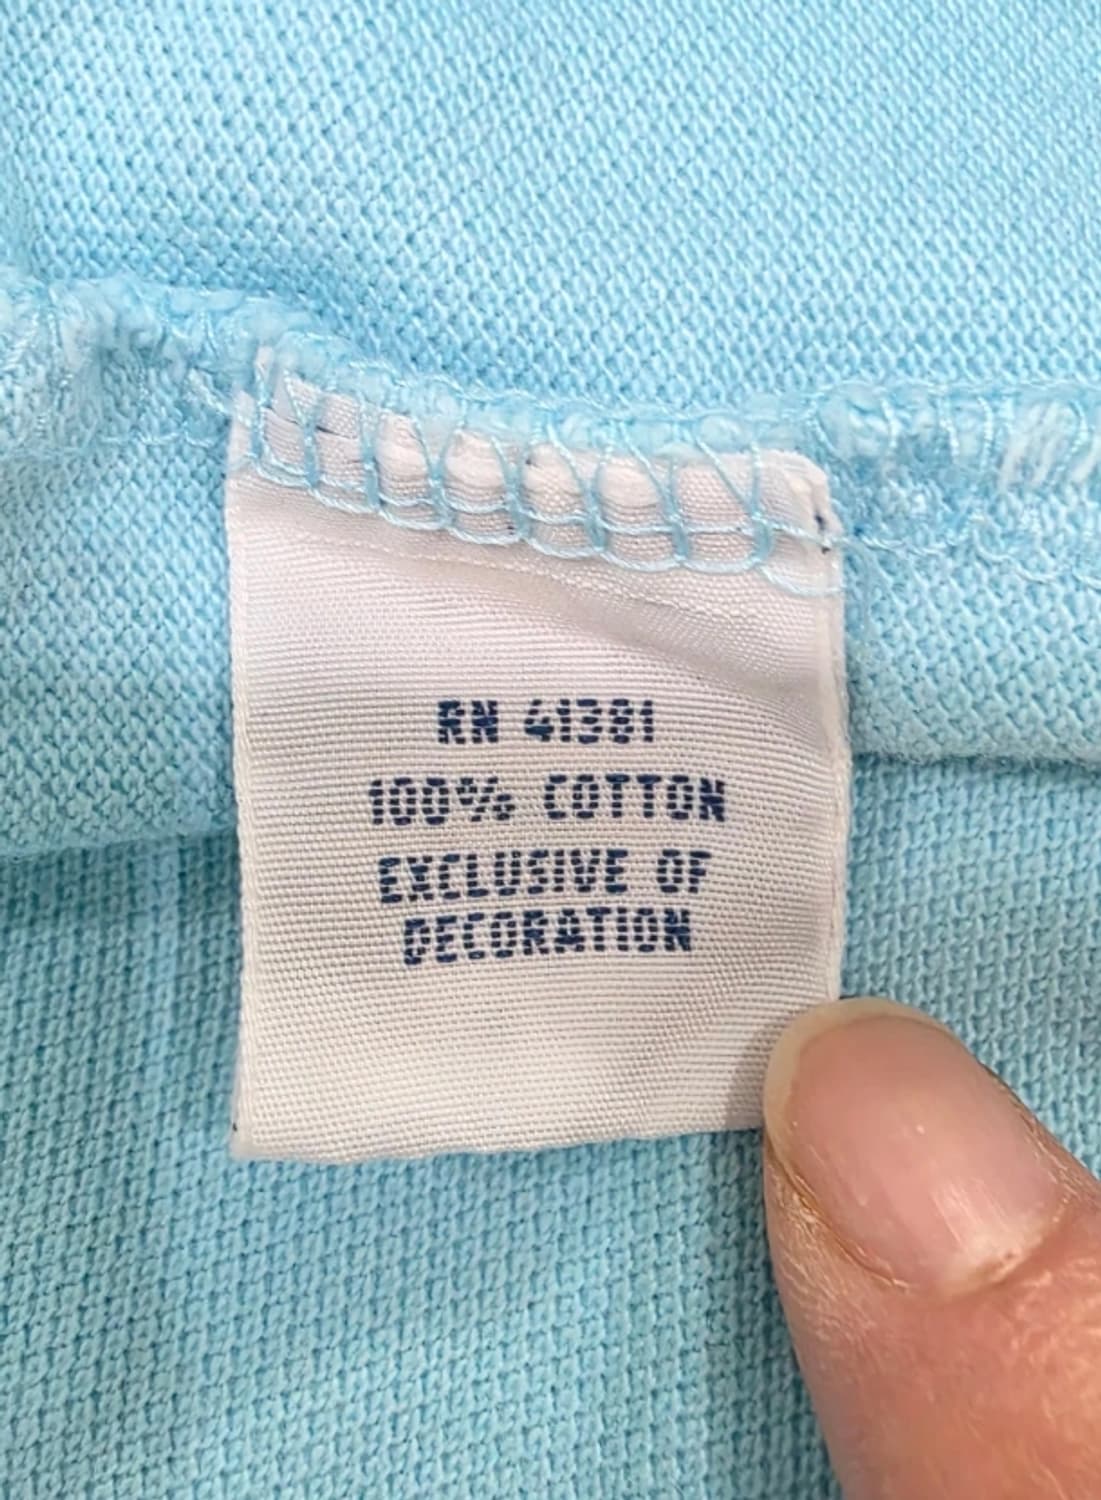 RN 41381
100% COTTON
EXCLUSIVE OF
DECORATION